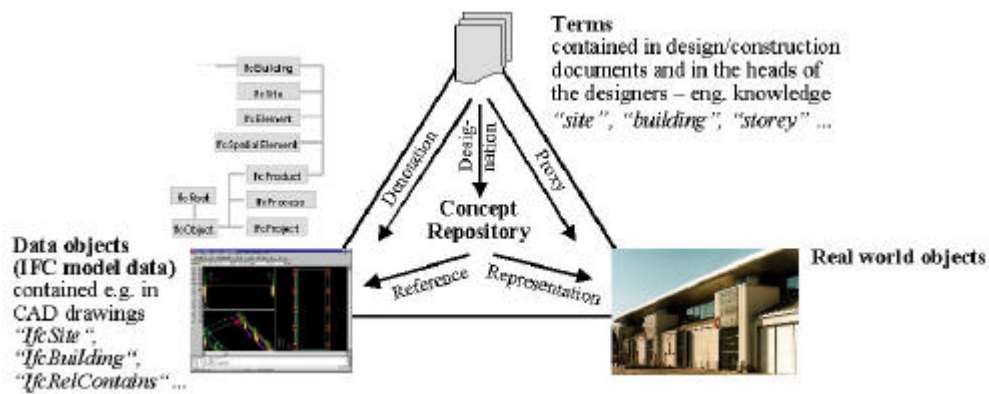 Terms
contained in design/construction
documents and in the heads of
the designers – eng. knowledge
"site", "building", "storey" ...
IfcBuilding
IfcSite
IfcElement
IfcSpatialElement
IfcProduct
IfcRoot
IfcProcess
IfcObject
IfcProject
Denotation
Desig-
nation
Proxy
Concept
Repository
Reference
Representation
Data objects
(IFC model data)
contained e.g. in
CAD drawings
"IfcSite",
"IfcBuilding",
"IfcRelContains"...
Real world objects